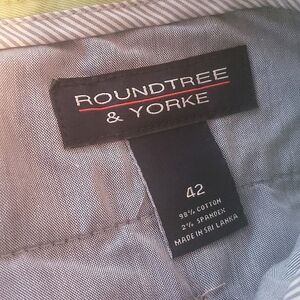 ROUNDTREE
& YORKE
42
98% COTTON
2% SPANDEX
MADE IN SRI LANKA